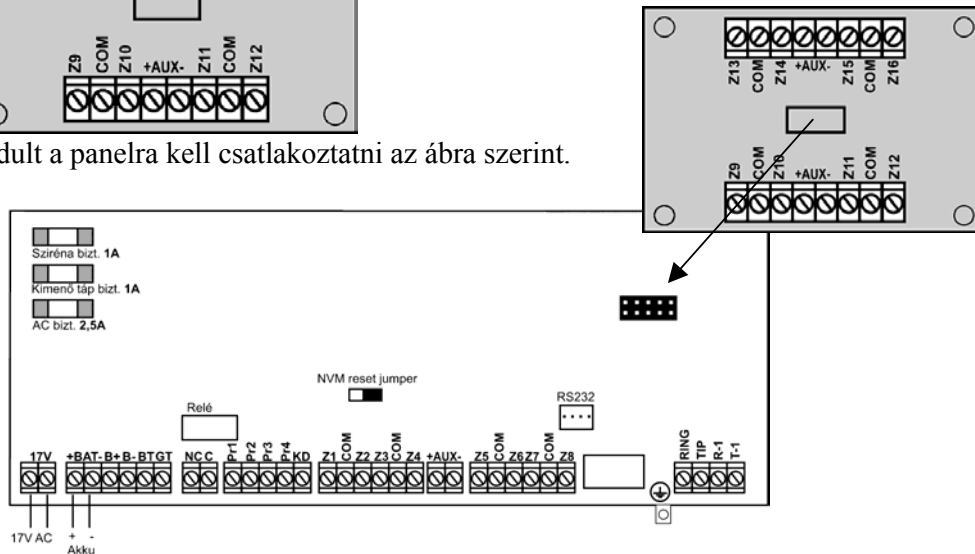 Z9 COM Z10 +AUX- Z11 COM Z12
dult a panelra kell csatlakoztatni az ábra szerint.
Z13 COM Z14 +AUX- Z15 COM Z16
Z9 COM Z10 +AUX- Z11 COM Z12
Sziréna bizt. 1A
Kimenő táp bizt. 1A
AC bizt. 2,5A
NVM reset jumper
Relé
RS232
17V +BAT- B+ B- BT GT NC C Pr1 Pr2 Pr3 Pr4 KD Z1 COM Z2 Z3 COM Z4 +AUX- Z5 COM Z6 Z7 COM Z8 RING TIP R-1 T-1
17V AC + -
Akku